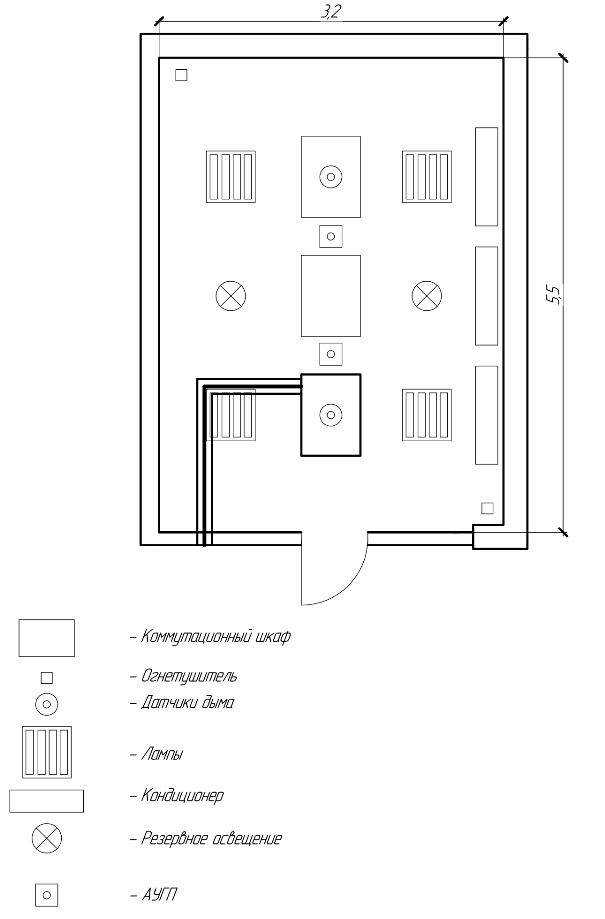 3,2
5,5
– Коммутационный шкаф
– Огнетушитель
– Датчики дыма
– Лампы
– Кондиционер
– Резервное освещение
– АУГП